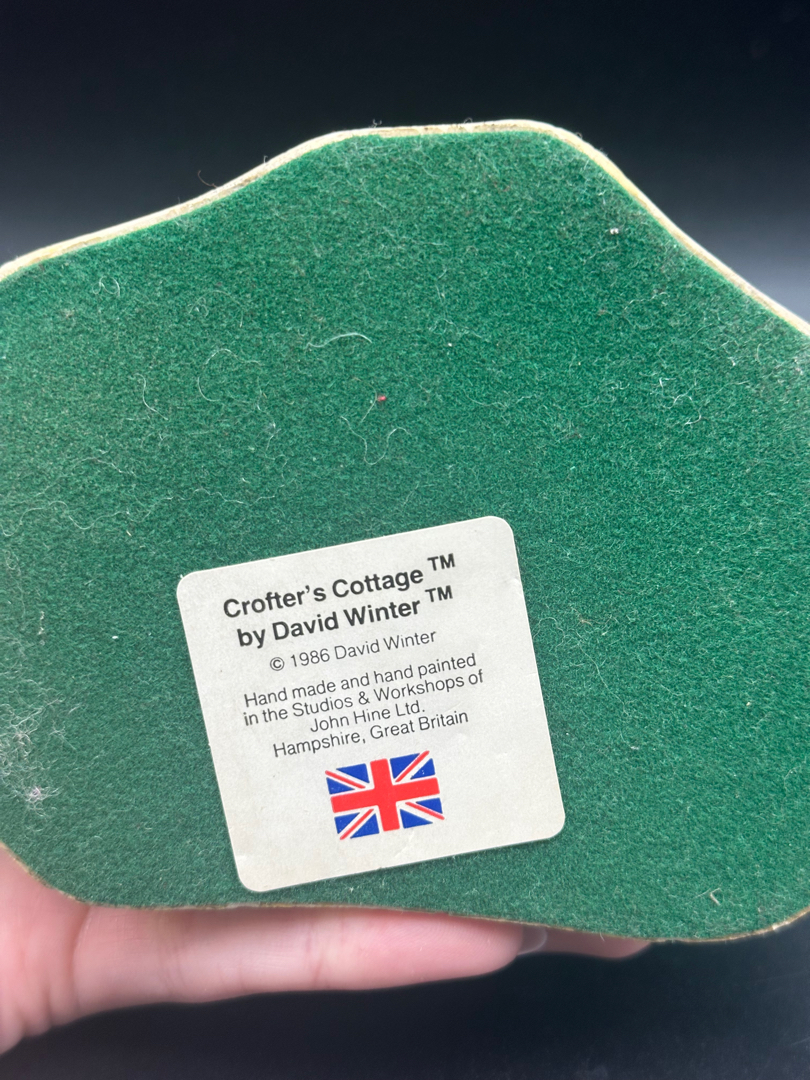 Crofter's Cottage ™
by David Winter ™
© 1986 David Winter
Hand made and hand painted
in the Studios & Workshops of
John Hine Ltd.
Hampshire, Great Britain